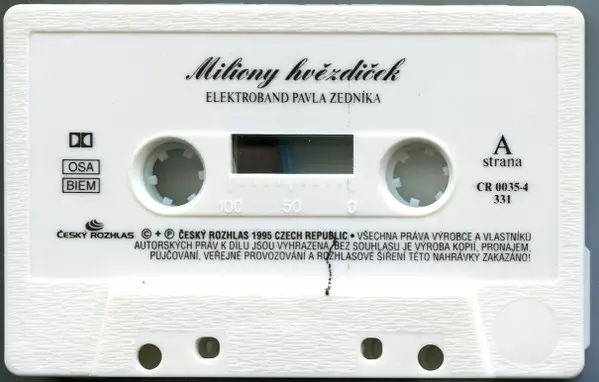 Miliony hvězdiček
ELEKTROBAND PAVLA ZEDNÍKA
A
strana
OSA
BIEM
CR 0035-4
331
100 50 0
ČESKÝ ROZHLAS
© + ℗ ČESKÝ ROZHLAS 1995 CZECH REPUBLIC • VŠECHNA PRÁVA VÝROBCE A VLASTNÍKŮ
AUTORSKÝCH PRÁV K DÍLU JSOU VYHRAZENA, BEZ SOUHLASU JE VÝROBA KOPIÍ, PRONÁJEM,
PŮJČOVÁNÍ, VEŘEJNÉ PROVOZOVÁNÍ A ROZHLASOVÉ ŠÍŘENÍ TÉTO NAHRÁVKY ZAKÁZÁNO!